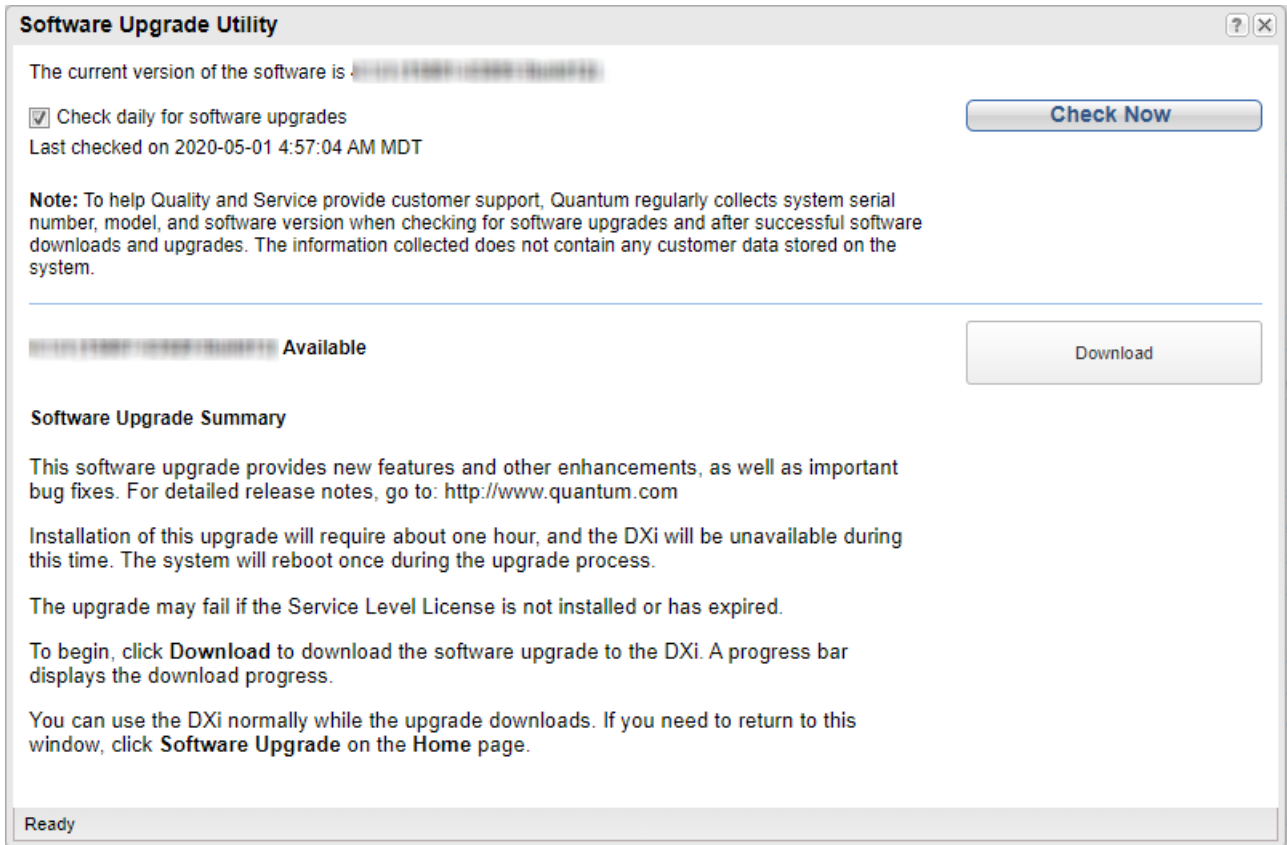 Software Upgrade Utility
?
The current version of the software is
Check daily for software upgrades
Check Now
Last checked on 2020-05-01 4:57:04 AM MDT
Note: To help Quality and Service provide customer support, Quantum regularly collects system serial
number, model, and software version when checking for software upgrades and after successful software
downloads and upgrades. The information collected does not contain any customer data stored on the
system.
Available
Download
Software Upgrade Summary
This software upgrade provides new features and other enhancements, as well as important
bug fixes. For detailed release notes, go to: http://www.quantum.com
Installation of this upgrade will require about one hour, and the DXi will be unavailable during
this time. The system will reboot once during the upgrade process.
The upgrade may fail if the Service Level License is not installed or has expired.
To begin, click Download to download the software upgrade to the DXi. A progress bar
displays the download progress.
You can use the DXi normally while the upgrade downloads. If you need to return to this
window, click Software Upgrade on the Home page.
Ready